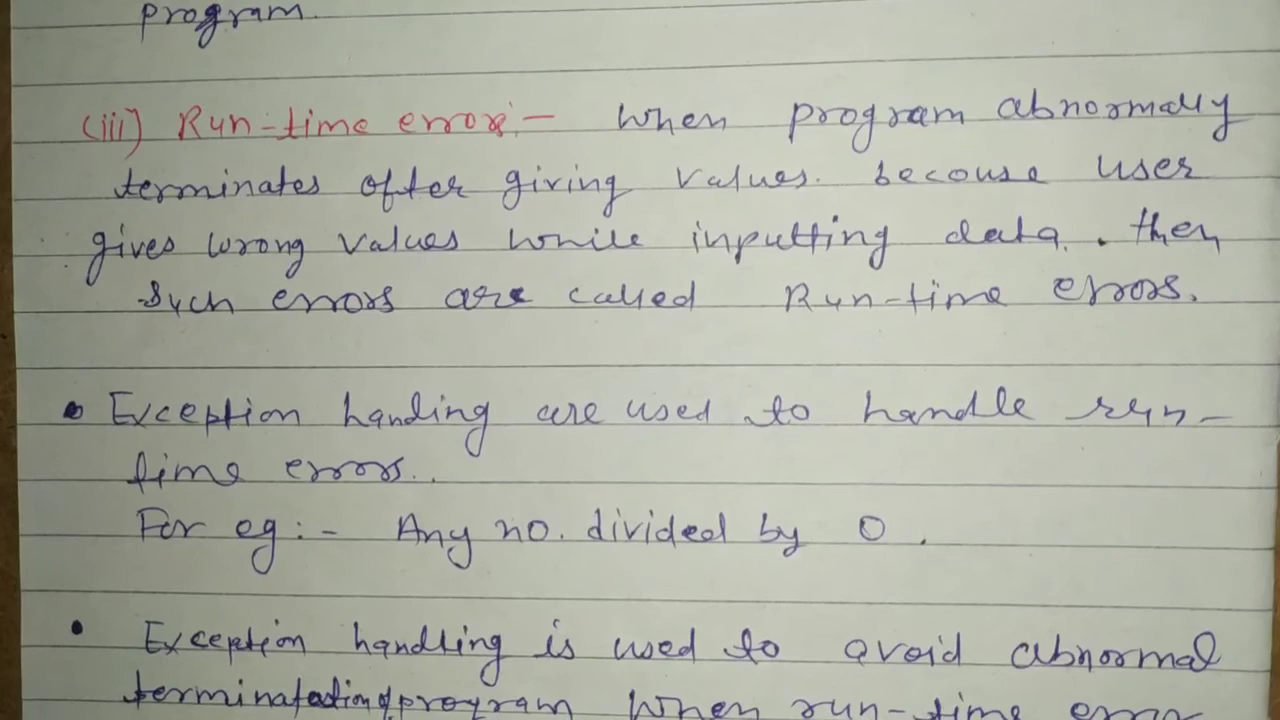 program.
(iii) Run-time error:- When program abnormally
terminates after giving values. because user
gives wrong values while inputting data. then
such errors are called Run-time errors.
• Exception handing are used to handle run-
time errors..
For eg:- Any no. divided by 0.
• Exception handling is used to avoid abnormal
program when run-time error